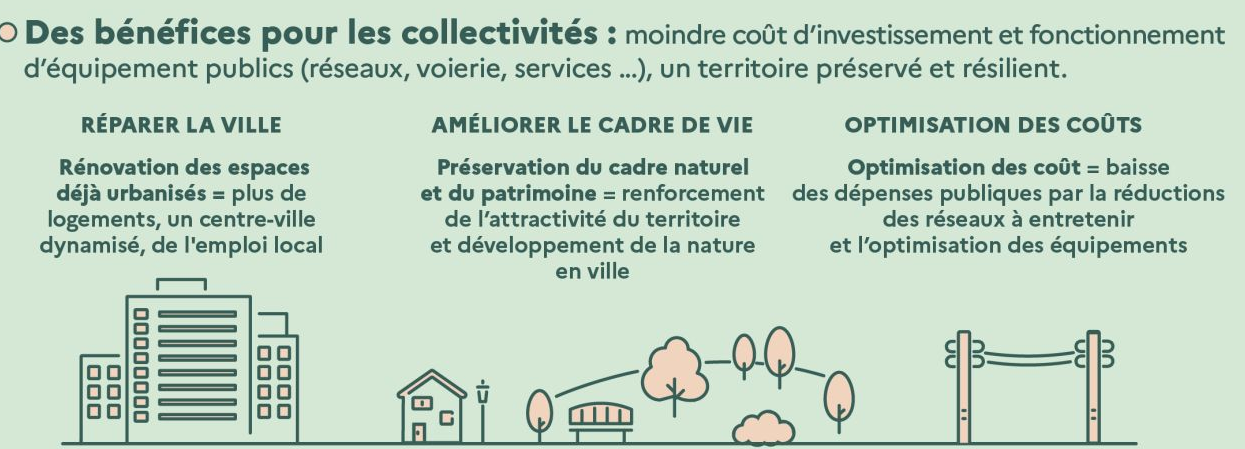 Des bénéfices pour les collectivités : moindre coût d'investissement et fonctionnement
d'équipement publics (réseaux, voierie, services ...), un territoire préservé et résilient.
RÉPARER LA VILLE
Rénovation des espaces
déjà urbanisés = plus de
logements, un centre-ville
dynamisé, de l'emploi local
AMÉLIORER LE CADRE DE VIE
Préservation du cadre naturel
et du patrimoine = renforcement
de l'attractivité du territoire
et développement de la nature
en ville
OPTIMISATION DES COÛTS
Optimisation des coût = baisse
des dépenses publiques par la réductions
des réseaux à entretenir
et l'optimisation des équipements